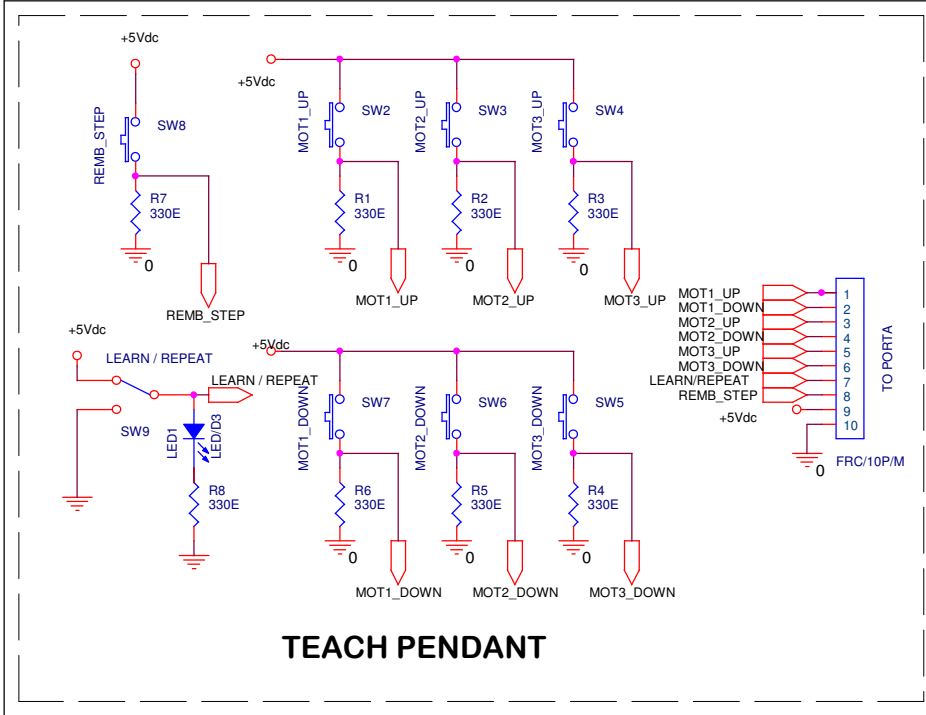 +5Vdc
REMB_STEP
SW8
R7
330E
0
REMB_STEP
+5Vdc
MOT1_UP
SW2
R1
330E
0
MOT1_UP
MOT2_UP
SW3
R2
330E
0
MOT2_UP
MOT3_UP
SW4
R3
330E
0
MOT3_UP
+5Vdc
LEARN / REPEAT
SW9
LEARN / REPEAT
LED1
LED/D3
R8
330E
+5Vdc
MOT1_DOWN
SW7
R6
330E
0
MOT1_DOWN
MOT2_DOWN
SW6
R5
330E
0
MOT2_DOWN
MOT3_DOWN
SW5
R4
330E
0
MOT3_DOWN
MOT1_UP
MOT1_DOWN
MOT2_UP
MOT2_DOWN
MOT3_UP
MOT3_DOWN
LEARN/REPEAT
REMB_STEP
+5Vdc
0
1
2
3
4
5
6
7
8
9
10
TO PORTA
FRC/10P/M
TEACH PENDANT